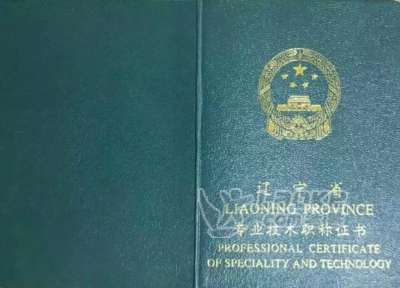 辽宁省
LIAONING PROVINCE
专业技术职称证书
PROFESSIONAL CERTIFICATE
OF SPECIALITY AND TECHNOLOGY